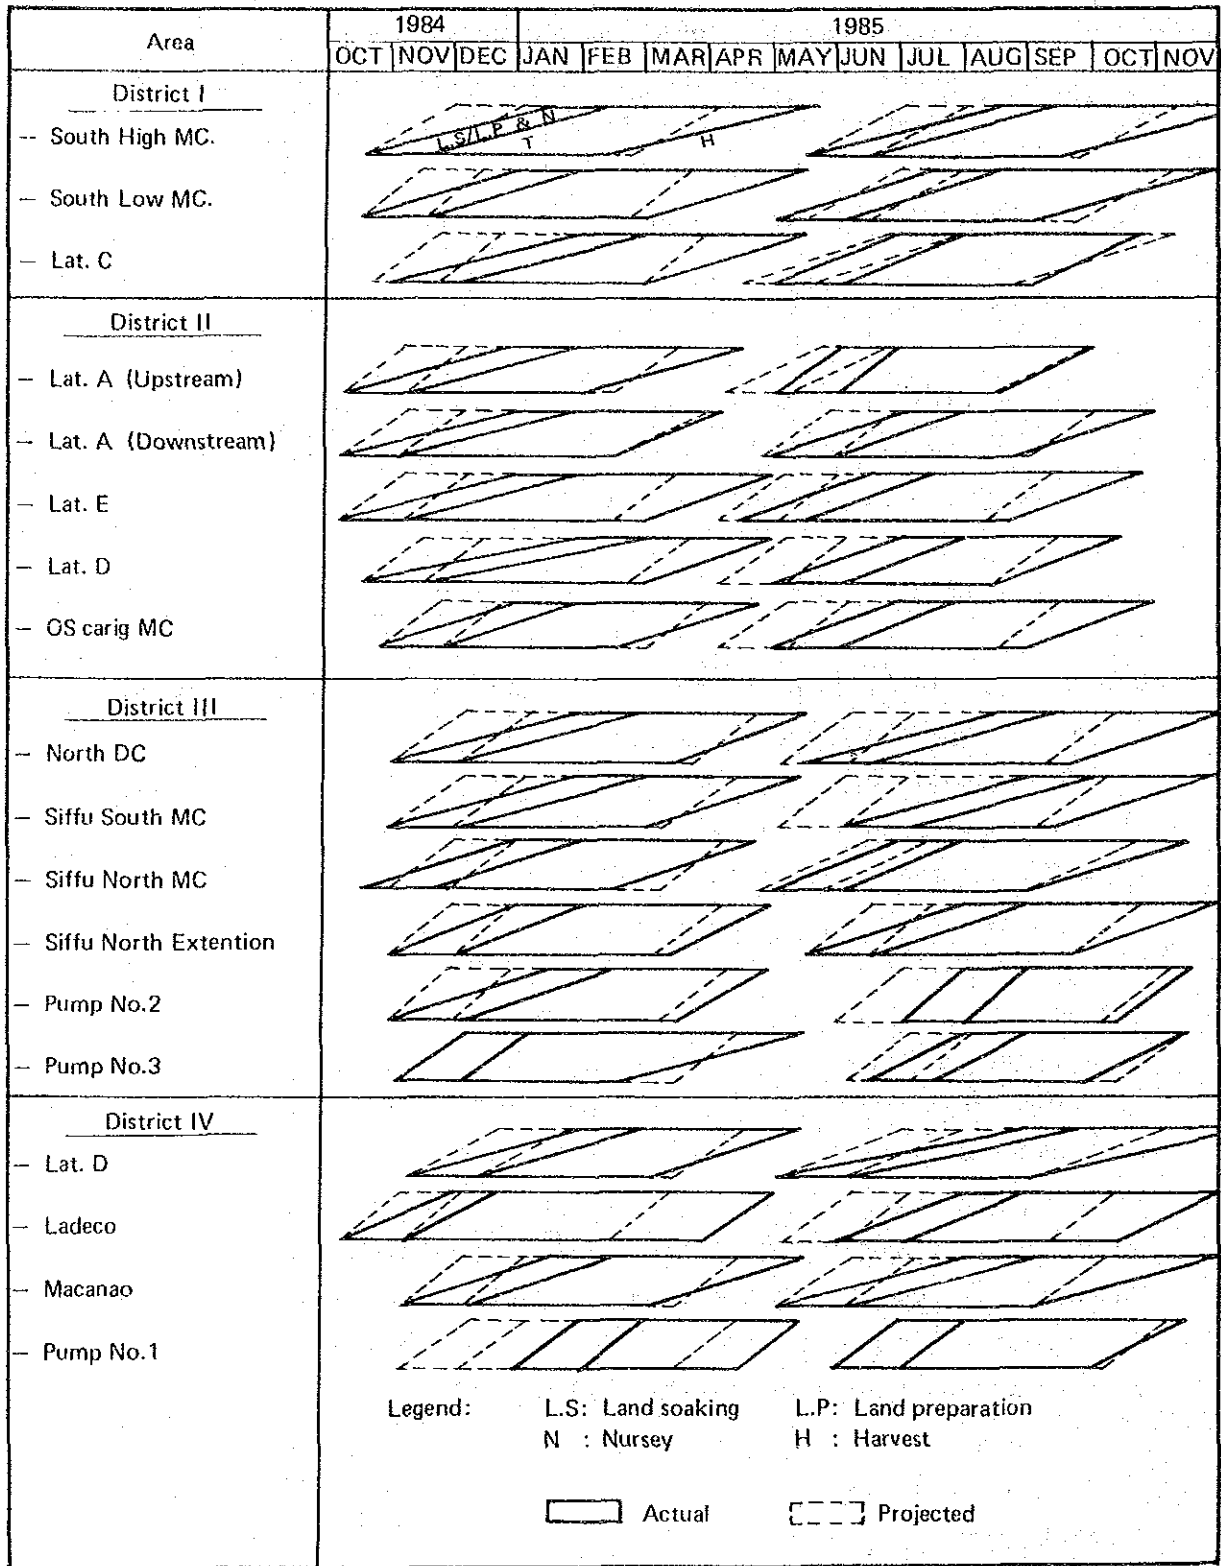 Area
1984
1985
OCT NOV DEC JAN FEB MAR APR MAY JUN JUL AUG SEP OCT NOV
District I
-- South High MC.
L.S/L.P & N
T
H
— South Low MC.
— Lat. C
District II
— Lat. A (Upstream)
— Lat. A (Downstream)
— Lat. E
— Lat. D
— OS carig MC
District III
— North DC
— Siffu South MC
— Siffu North MC
— Siffu North Extention
— Pump No.2
— Pump No.3
District IV
— Lat. D
— Ladeco
— Macanao
— Pump No.1
Legend: L.S: Land soaking L.P: Land preparation
N : Nursey H : Harvest
Actual Projected